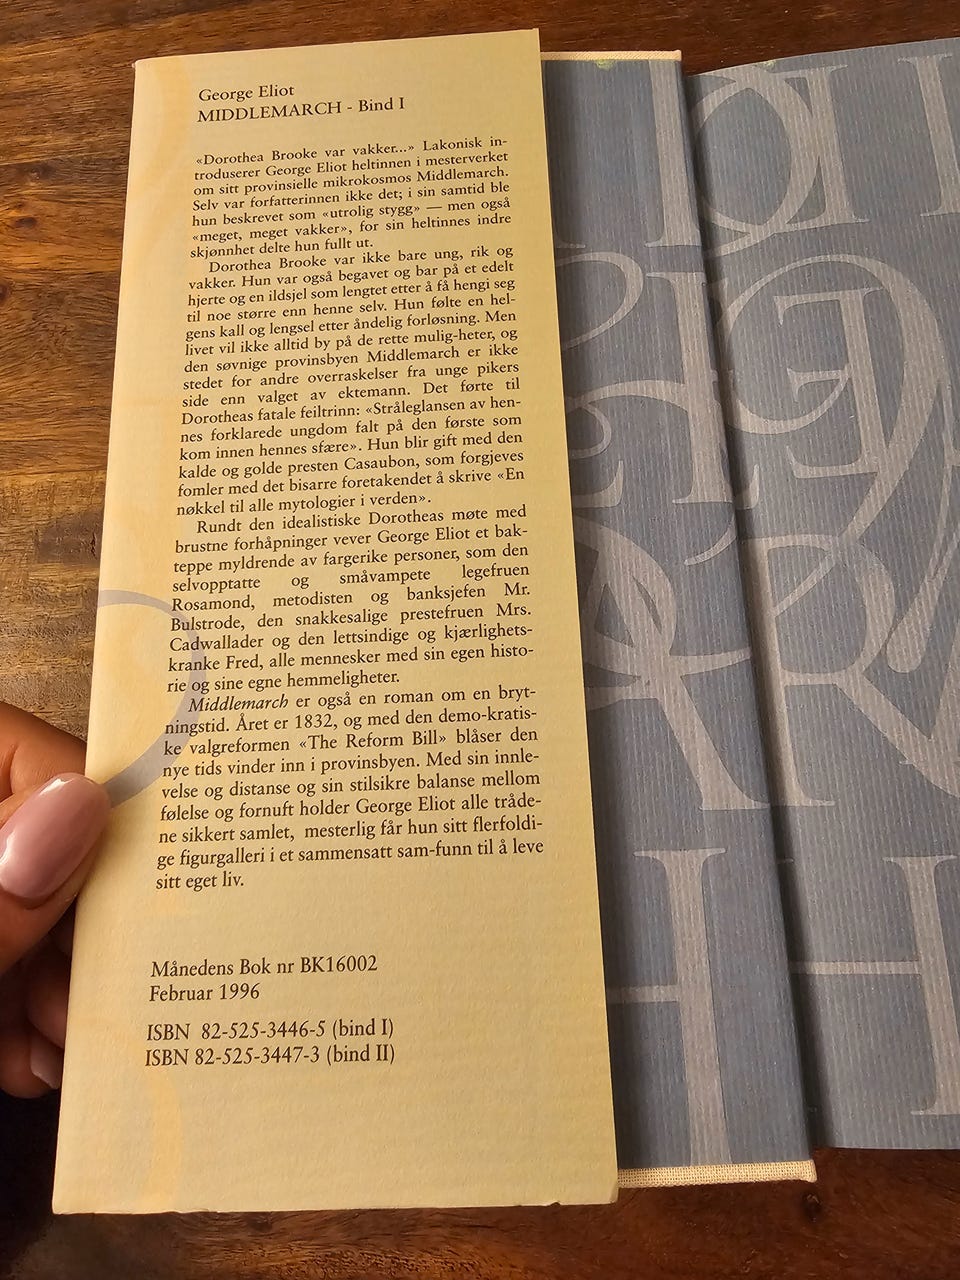 George Eliot
MIDDLEMARCH - Bind I
«Dorothea Brooke var vakker...» Lakonisk in-
troduserer George Eliot heltinnen i mesterverket
om sitt provinsielle mikrokosmos Middlemarch.
Selv var forfatterinnen ikke det; i sin samtid ble
hun beskrevet som «utrolig stygg» — men også
«meget, meget vakker», for sin heltinnes indre
skjønnhet delte hun fullt ut.
Dorothea Brooke var ikke bare ung, rik og
vakker. Hun var også begavet og bar på et edelt
hjerte og en ildsjel som lengtet etter å få hengi seg
til noe større enn henne selv. Hun følte en hel-
gens kall og lengsel etter åndelig forløsning. Men
livet vil ikke alltid by på de rette mulig-heter, og
den søvnige provinsbyen Middlemarch er ikke
stedet for andre overraskelser fra unge pikers
side enn valget av ektemann. Det førte til
Dorotheas fatale feiltrinn: «Stråleglansen av hen-
nes forklarede ungdom falt på den første som
kom innen hennes sfære». Hun blir gift med den
kalde og golde presten Casaubon, som forgjeves
fomler med det bisarre foretakendet å skrive «En
nøkkel til alle mytologier i verden».
Rundt den idealistiske Dorotheas møte med
brustne forhåpninger vever George Eliot et bak-
teppe myldrende av fargerike personer, som den
selvopptatte og småvampete legefruen
Rosamond, metodisten og banksjefen Mr.
Bulstrode, den snakkesalige prestefruen Mrs.
Cadwallader og den lettsindige og kjærlighets-
kranke Fred, alle mennesker med sin egen histo-
rie og sine egne hemmeligheter.
Middlemarch er også en roman om en bryt-
ningstid. Året er 1832, og med den demo-kratis-
ke valgreformen «The Reform Bill» blåser den
nye tids vinder inn i provinsbyen. Med sin innle-
velse og distanse og sin stilsikre balanse mellom
følelse og fornuft holder George Eliot alle tråde-
ne sikkert samlet, mesterlig får hun sitt flerfoldi-
ge figurgalleri i et sammensatt sam-funn til å leve
sitt eget liv.
Månedens Bok nr BK16002
Februar 1996
ISBN 82-525-3446-5 (bind I)
ISBN 82-525-3447-3 (bind II)